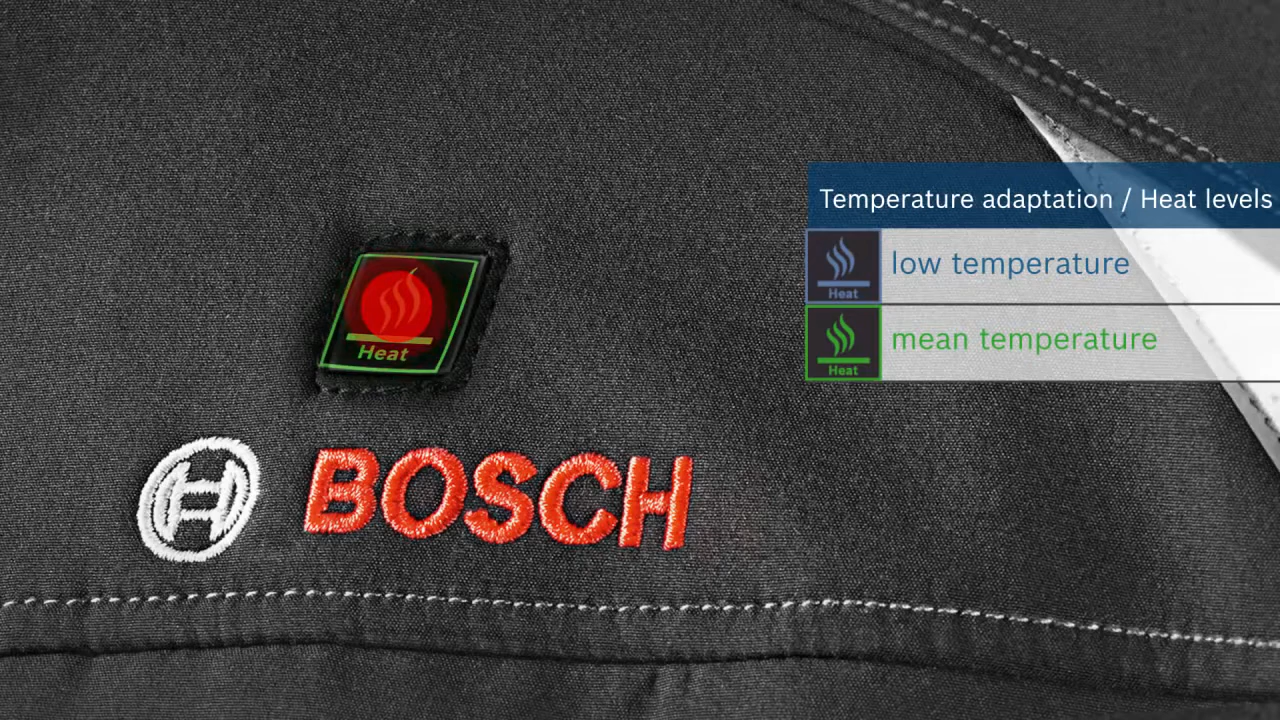 Temperature adaptation / Heat levels
Heat
low temperature
Heat
mean temperature
Heat
BOSCH